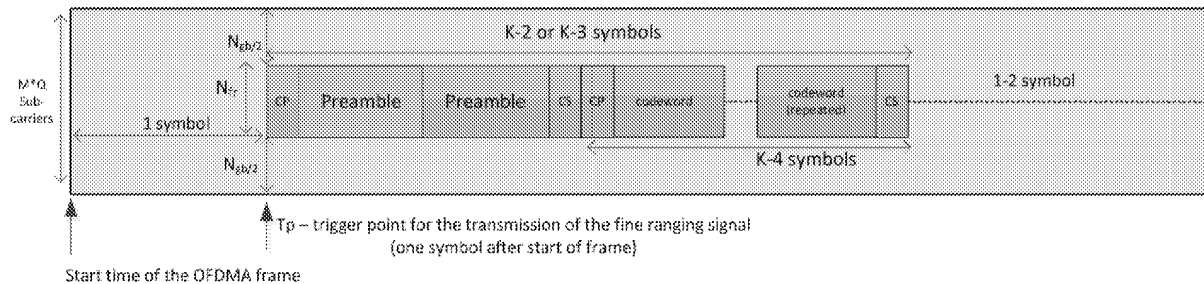 N_gb/2
K-2 or K-3 symbols
M*Q
Sub-
carriers
N_fr
CP
Preamble
Preamble
CS
CP
codeword
codeword
(repeated)
CS
1-2 symbol
1 symbol
N_gb/2
K-4 symbols
Tp – trigger point for the transmission of the fine ranging signal
(one symbol after start of frame)
Start time of the OFDMA frame